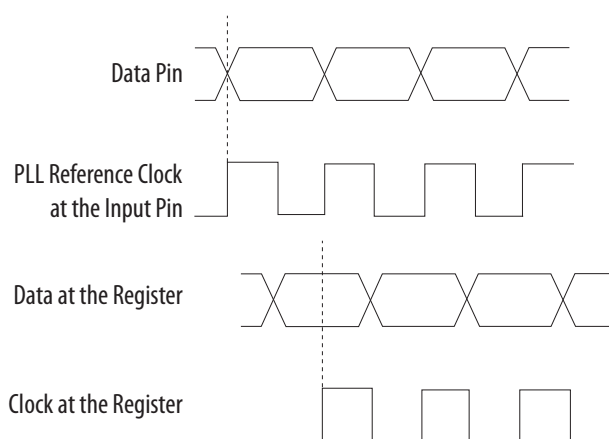 Data Pin
PLL Reference Clock
at the Input Pin
Data at the Register
Clock at the Register